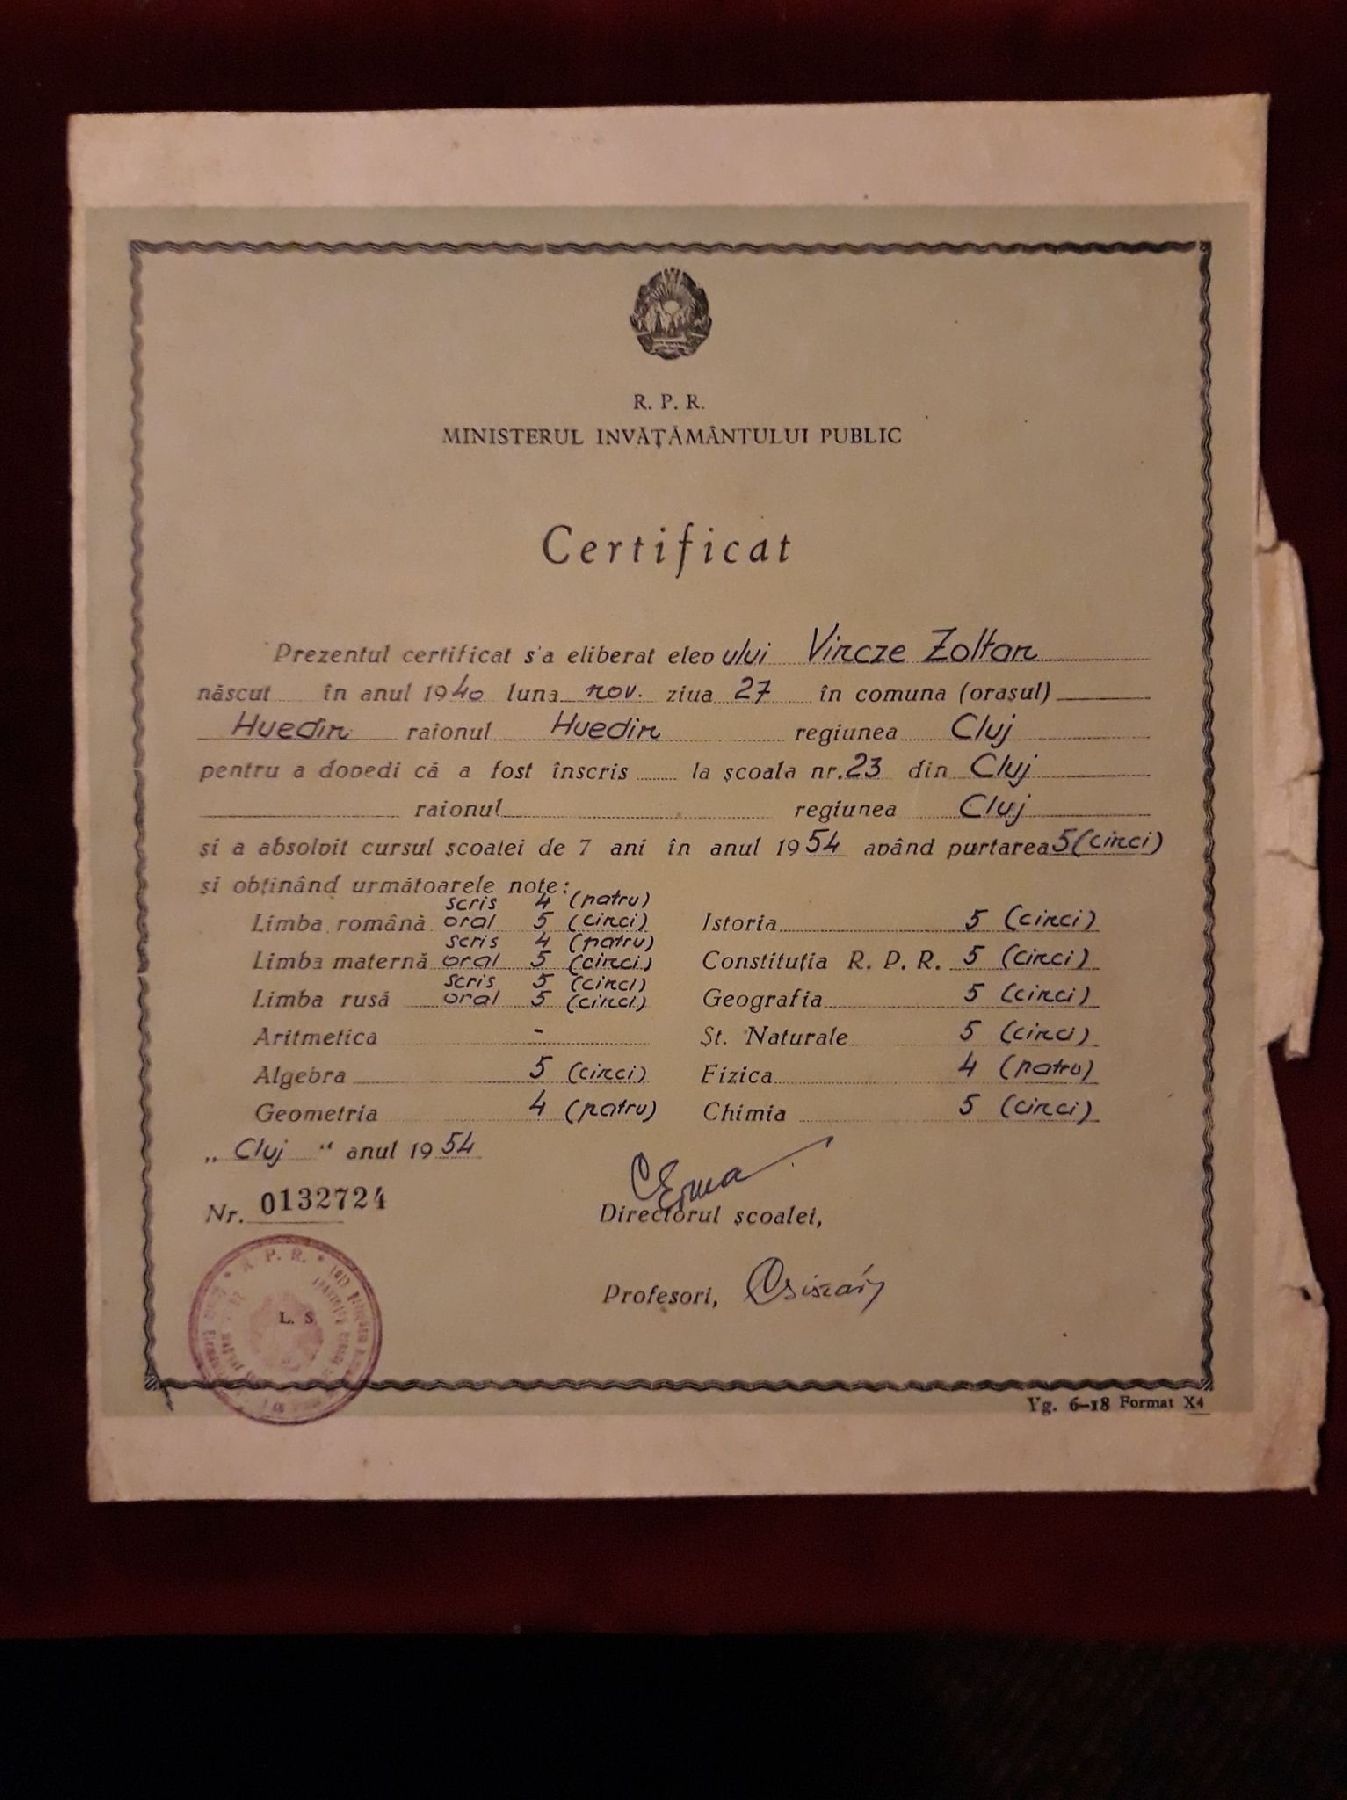 R. P. R.
MINISTERUL INVĂȚĂMÂNTULUI PUBLIC
Certificat
Prezentul certificat s'a eliberat elevului Vincze Zoltan
născut în anul 1940 luna nov. ziua 27 în comuna (orașul)
Huedin raionul Huedin regiunea Cluj
pentru a dovedi că a fost înscris la școala nr. 23 din Cluj
raionul regiunea Cluj
și a absolvit cursul școalei de 7 ani în anul 1954 având purtarea 5 (cinci)
și obținând următoarele note:
scris 4 (patru)
Limba română oral 5 (cinci) Istoria 5 (cinci)
scris 4 (patru)
Limba maternă oral 5 (cinci) Constituția R. P. R. 5 (cinci)
scris 5 (cinci)
Limba rusă oral 5 (cinci) Geografia 5 (cinci)
Aritmetica - Șt. Naturale 5 (cinci)
Algebra 5 (cinci) Fizica 4 (patru)
Geometria 4 (patru) Chimia 5 (cinci)
„ Cluj “ anul 1954
Nr. 0132724
Directorul școalei,
Profesori,
R. P. R.
L. S.
Yg. 6-18 Format X4